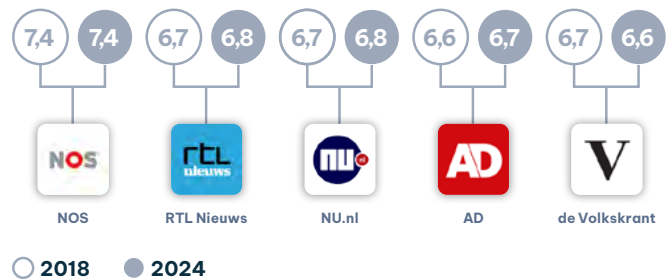 7,4 7,4 6,7 6,8 6,7 6,8 6,6 6,7 6,7 6,6
NOS rtl nu.nl AD V
nieuws
NOS RTL Nieuws NU.nl AD de Volkskrant
2018 2024